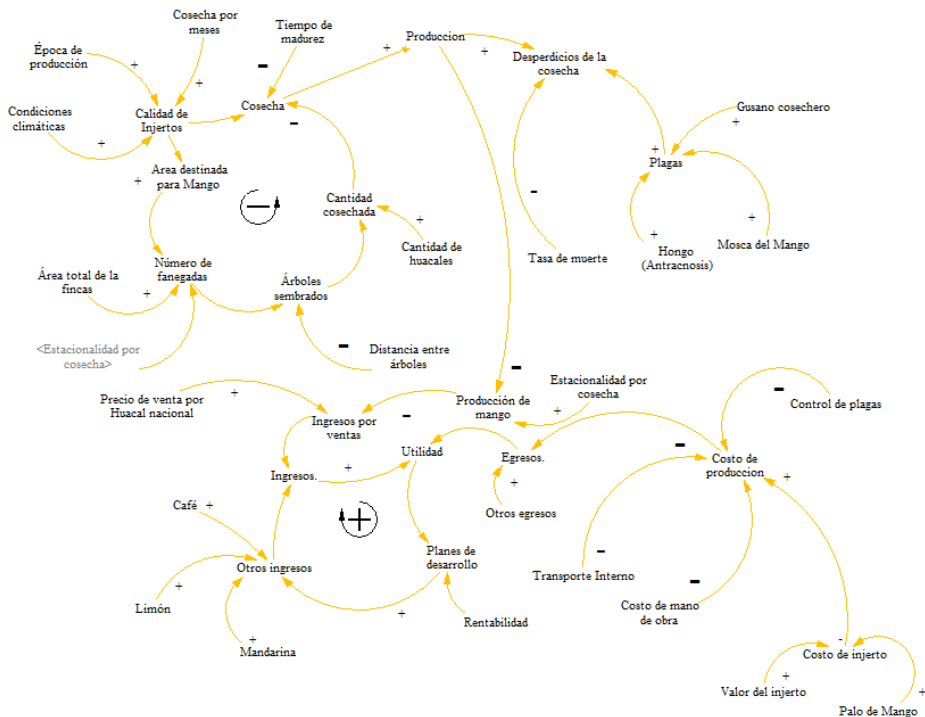 Cosecha por
meses
Tiempo de
madurez
Produccion
Época de
producción
Desperdicios de la
cosecha
+
+
+
-
+
Condiciones
climáticas
Calidad de
Injertos
Cosecha
Gusano cosechero
+
+
-
+
Plagas
+
Area destinada
para Mango
Cantidad
cosechada
-
-
+
+
+
Cantidad de
huacales
Tasa de muerte
Hongo
(Antracnosis)
Mosca del Mango
Área total de la
fincas
Número de
fanegadas
Árboles
sembrados
+
<Estacionalidad por
cosecha>
-
Distancia entre
árboles
-
Precio de venta por
Huacal nacional
+
Ingresos por
ventas
-
Producción de
mango
Estacionalidad por
cosecha
+
-
Control de plagas
Utilidad
Egresos.
-
Costo de
produccion
Ingresos.
+
+
+
Otros egresos
Café
+
+
Planes de
desarrollo
Otros ingresos
-
Transporte Interno
Limón
+
+
Rentabilidad
-
Costo de mano
de obra
+
Mandarina
-
Costo de injerto
Valor del injerto
+
+
Palo de Mango